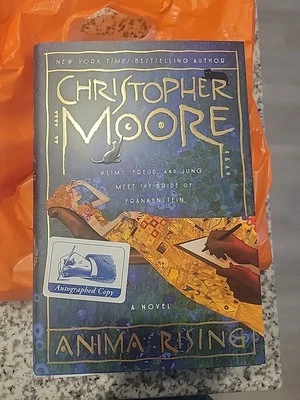 NEW YORK TIMES BESTSELLING AUTHOR
CHRISTOPHER
MOORE
KLIMT, FREUD, AND JUNG
MEET THE BRIDE OF
FRANKENSTEIN
Autographed Copy
A NOVEL
ANIMA RISING